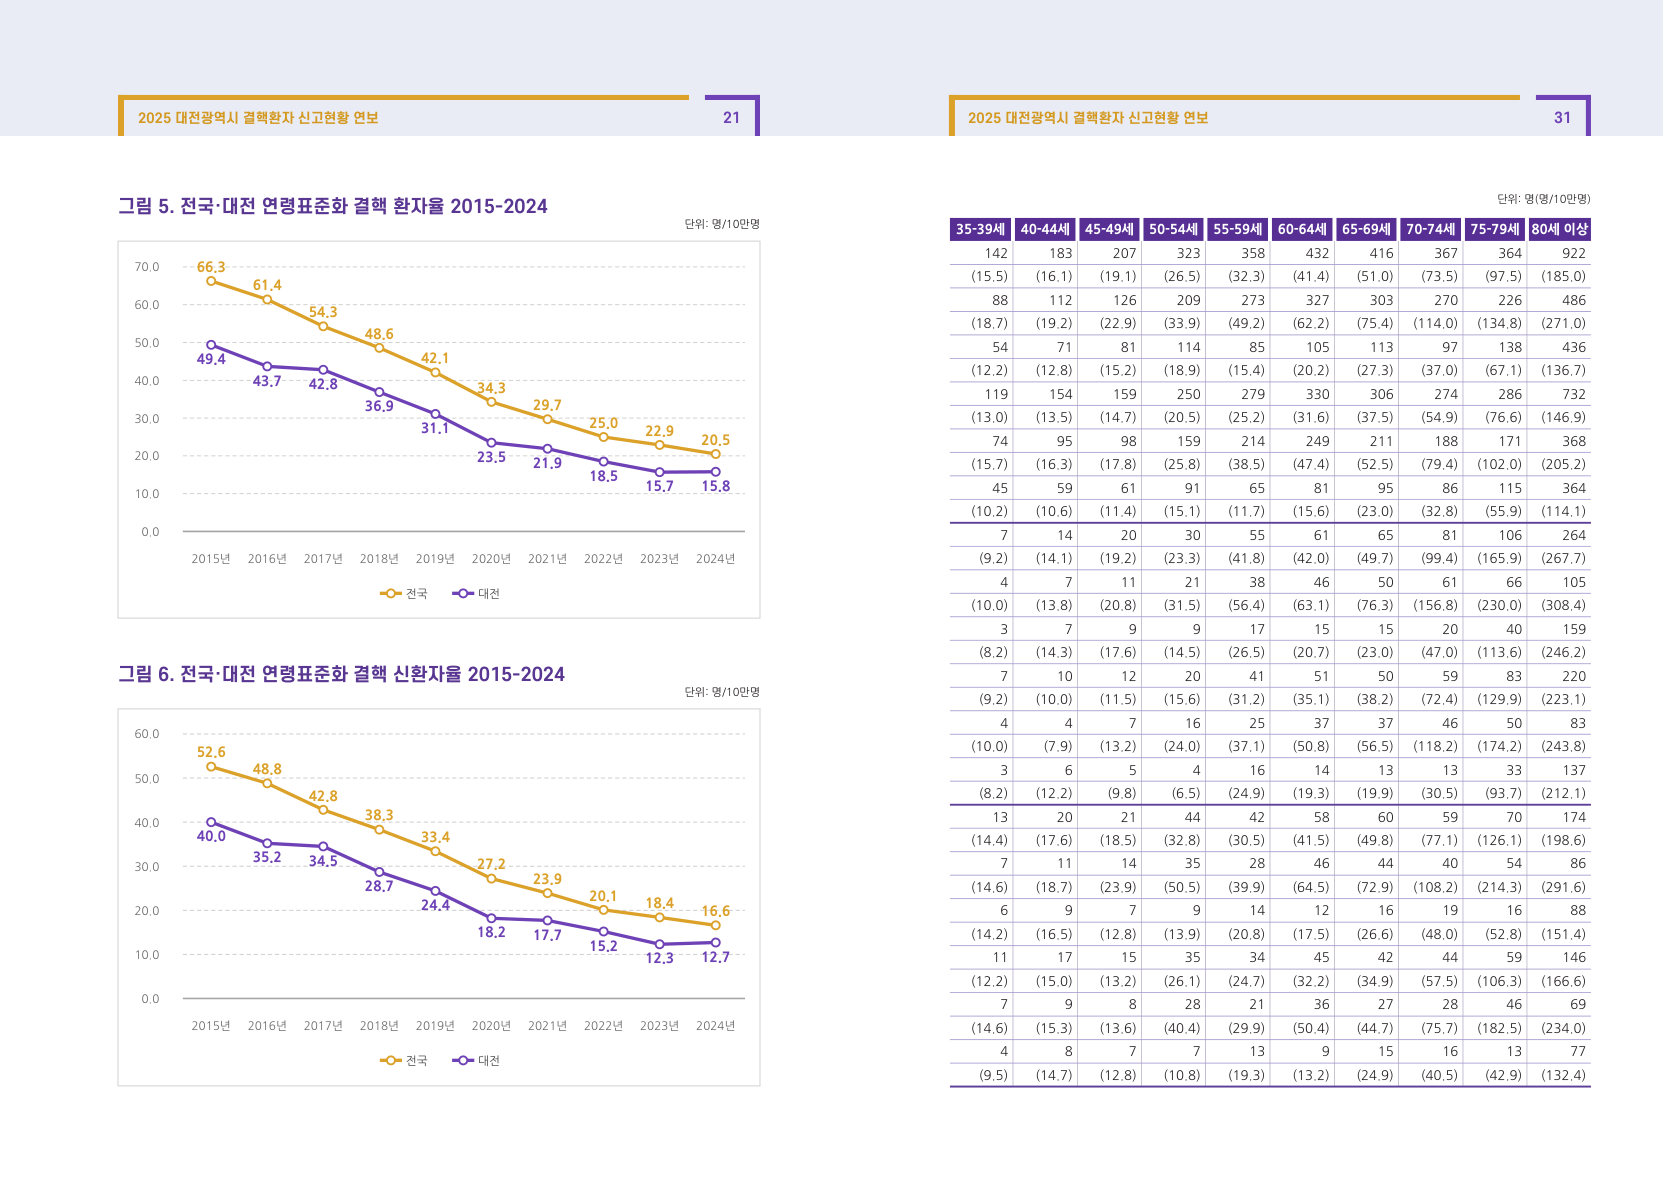 2025 대전광역시 결핵환자 신고현황 연보
21
그림 5. 전국·대전 연령표준화 결핵 환자율 2015-2024
단위: 명/10만명
70.0
60.0
50.0
40.0
30.0
20.0
10.0
0.0
66.3 61.4 54.3 48.6 42.1 34.3 29.7 25.0 22.9 20.5
49.4 43.7 42.8 36.9 31.1 23.5 21.9 18.5 15.7 15.8
2015년 2016년 2017년 2018년 2019년 2020년 2021년 2022년 2023년 2024년
전국 대전
그림 6. 전국·대전 연령표준화 결핵 신환자율 2015-2024
단위: 명/10만명
60.0
50.0
40.0
30.0
20.0
10.0
0.0
52.6 48.8 42.8 38.3 33.4 27.2 23.9 20.1 18.4 16.6
40.0 35.2 34.5 28.7 24.4 18.2 17.7 15.2 12.3 12.7
2015년 2016년 2017년 2018년 2019년 2020년 2021년 2022년 2023년 2024년
전국 대전
2025 대전광역시 결핵환자 신고현황 연보
31
단위: 명(명/10만명)
35-39세 40-44세 45-49세 50-54세 55-59세 60-64세 65-69세 70-74세 75-79세 80세 이상
142 183 207 323 358 432 416 367 364 922
(15.5) (16.1) (19.1) (26.5) (32.3) (41.4) (51.0) (73.5) (97.5) (185.0)
88 112 126 209 273 327 303 270 226 486
(18.7) (19.2) (22.9) (33.9) (49.2) (62.2) (75.4) (114.0) (134.8) (271.0)
54 71 81 114 85 105 113 97 138 436
(12.2) (12.8) (15.2) (18.9) (15.4) (20.2) (27.3) (37.0) (67.1) (136.7)
119 154 159 250 279 330 306 274 286 732
(13.0) (13.5) (14.7) (20.5) (25.2) (31.6) (37.5) (54.9) (76.6) (146.9)
74 95 98 159 214 249 211 188 171 368
(15.7) (16.3) (17.8) (25.8) (38.5) (47.4) (52.5) (79.4) (102.0) (205.2)
45 59 61 91 65 81 95 86 115 364
(10.2) (10.6) (11.4) (15.1) (11.7) (15.6) (23.0) (32.8) (55.9) (114.1)
7 14 20 30 55 61 65 81 106 264
(9.2) (14.1) (19.2) (23.3) (41.8) (42.0) (49.7) (99.4) (165.9) (267.7)
4 7 11 21 38 46 50 61 66 105
(10.0) (13.8) (20.8) (31.5) (56.4) (63.1) (76.3) (156.8) (230.0) (308.4)
3 7 9 9 17 15 15 20 40 159
(8.2) (14.3) (17.6) (14.5) (26.5) (20.7) (23.0) (47.0) (113.6) (246.2)
7 10 12 20 41 51 50 59 83 220
(9.2) (10.0) (11.5) (15.6) (31.2) (35.1) (38.2) (72.4) (129.9) (223.1)
4 4 7 16 25 37 37 46 50 83
(10.0) (7.9) (13.2) (24.0) (37.1) (50.8) (56.5) (118.2) (174.2) (243.8)
3 6 5 4 16 14 13 13 33 137
(8.2) (12.2) (9.8) (6.5) (24.9) (19.3) (19.9) (30.5) (93.7) (212.1)
13 20 21 44 42 58 60 59 70 174
(14.4) (17.6) (18.5) (32.8) (30.5) (41.5) (49.8) (77.1) (126.1) (198.6)
7 11 14 35 28 46 44 40 54 86
(14.6) (18.7) (23.9) (50.5) (39.9) (64.5) (72.9) (108.2) (214.3) (291.6)
6 9 7 9 14 12 16 19 16 88
(14.2) (16.5) (12.8) (13.9) (20.8) (17.5) (26.6) (48.0) (52.8) (151.4)
11 17 15 35 34 45 42 44 59 146
(12.2) (15.0) (13.2) (26.1) (24.7) (32.2) (34.9) (57.5) (106.3) (166.6)
7 9 8 28 21 36 27 28 46 69
(14.6) (15.3) (13.6) (40.4) (29.9) (50.4) (44.7) (75.7) (182.5) (234.0)
4 8 7 7 13 9 15 16 13 77
(9.5) (14.7) (12.8) (10.8) (19.3) (13.2) (24.9) (40.5) (42.9) (132.4)